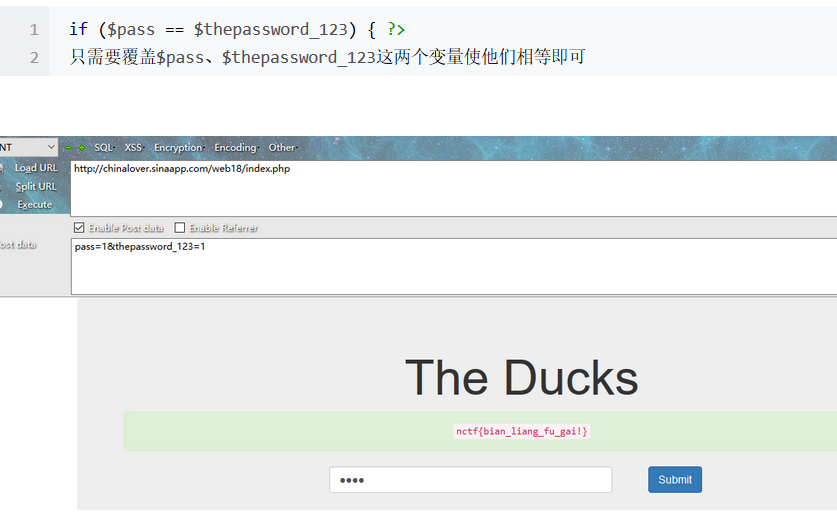 1 if ($pass == $thepassword_123) { ?>
2 只需要覆盖$pass、$thepassword_123这两个变量使他们相等即可
NT SQL- XSS- Encryption- Encoding- Other-
Load URL http://chinalover.sinaapp.com/web18/index.php
Split URL
Execute
Enable Post data Enable Referrer
ost data pass=1&thepassword_123=1
The Ducks
nctf{bian_liang_fu_gai!}
•••• Submit